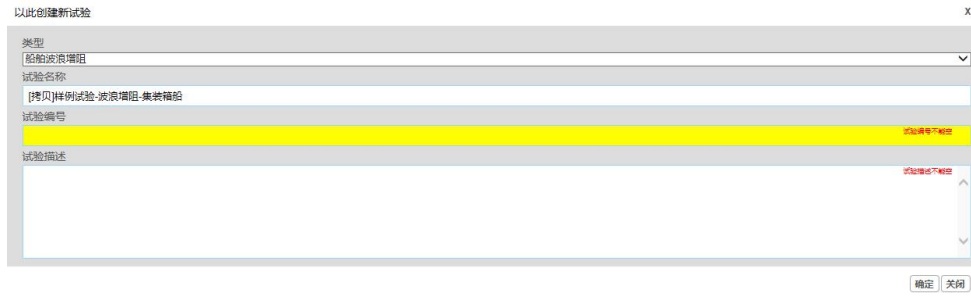 以此创建新试验
x
类型
船舶波浪增阻
试验名称
[拷贝]样例试验-波浪增阻-集装箱船
试验编号
试验编号不能空
试验描述
试验描述不能空
确定 关闭